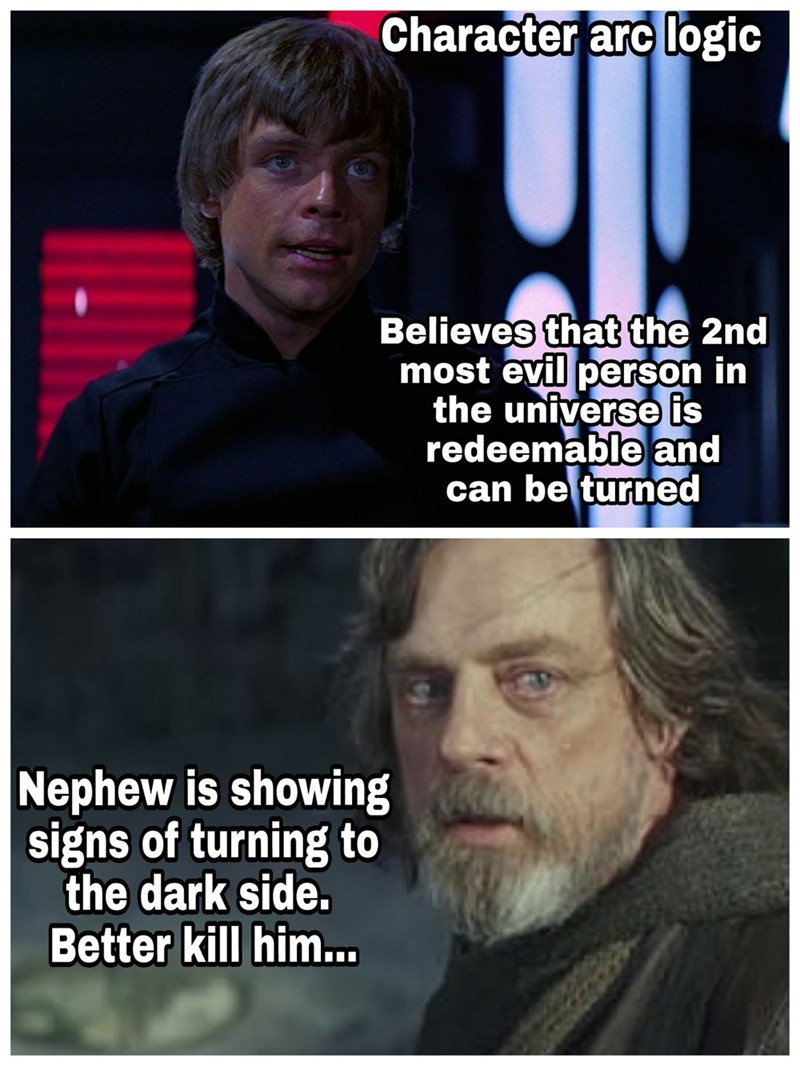 Character arc logic
Believes that the 2nd
most evil person in
the universe is
redeemable and
can be turned
Nephew is showing
signs of turning to
the dark side.
Better kill him...